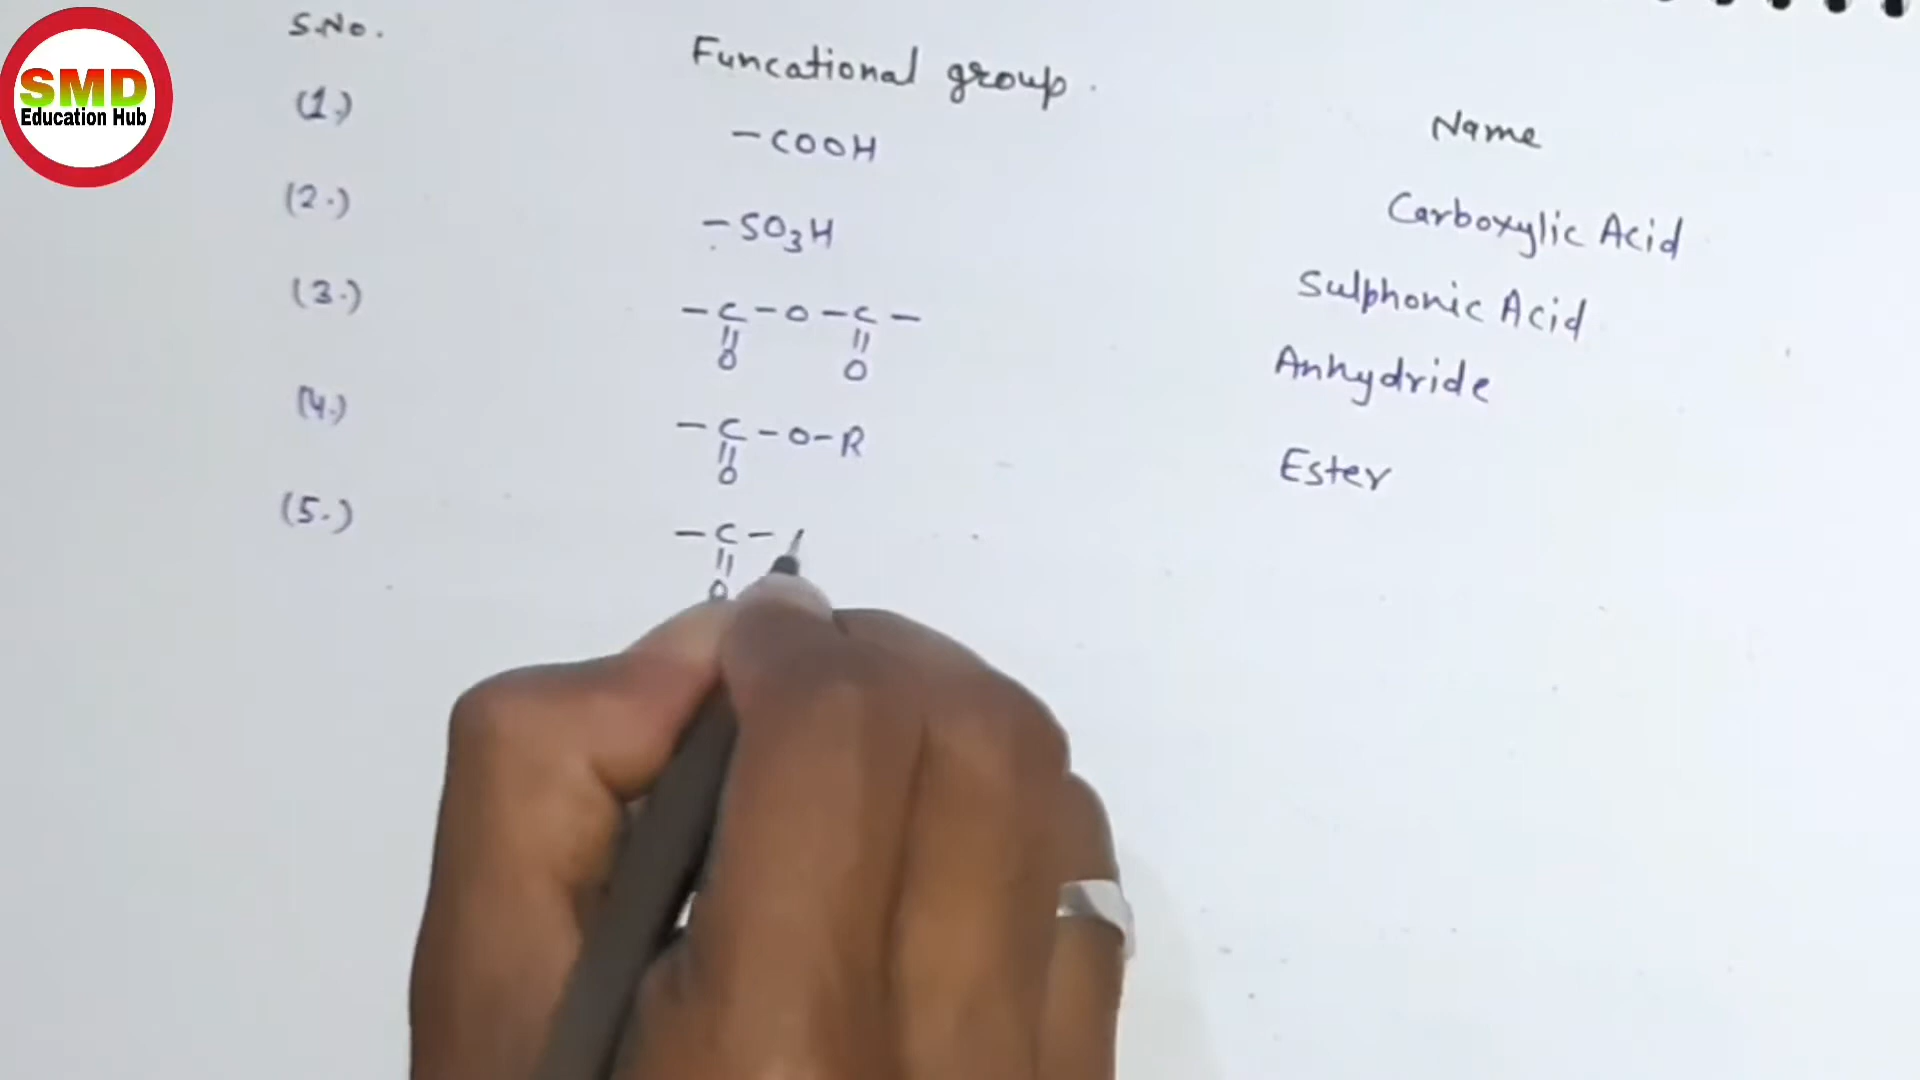 SMD
Education Hub
S.No. Funcational group. Name
(1.) -COOH Carboxylic Acid
(2.) -SO3H Sulphonic Acid
(3.) -C-O-C- Anhydride
|| ||
O O
(4.) -C-O-R Ester
||
O
(5.) -C-
||
O